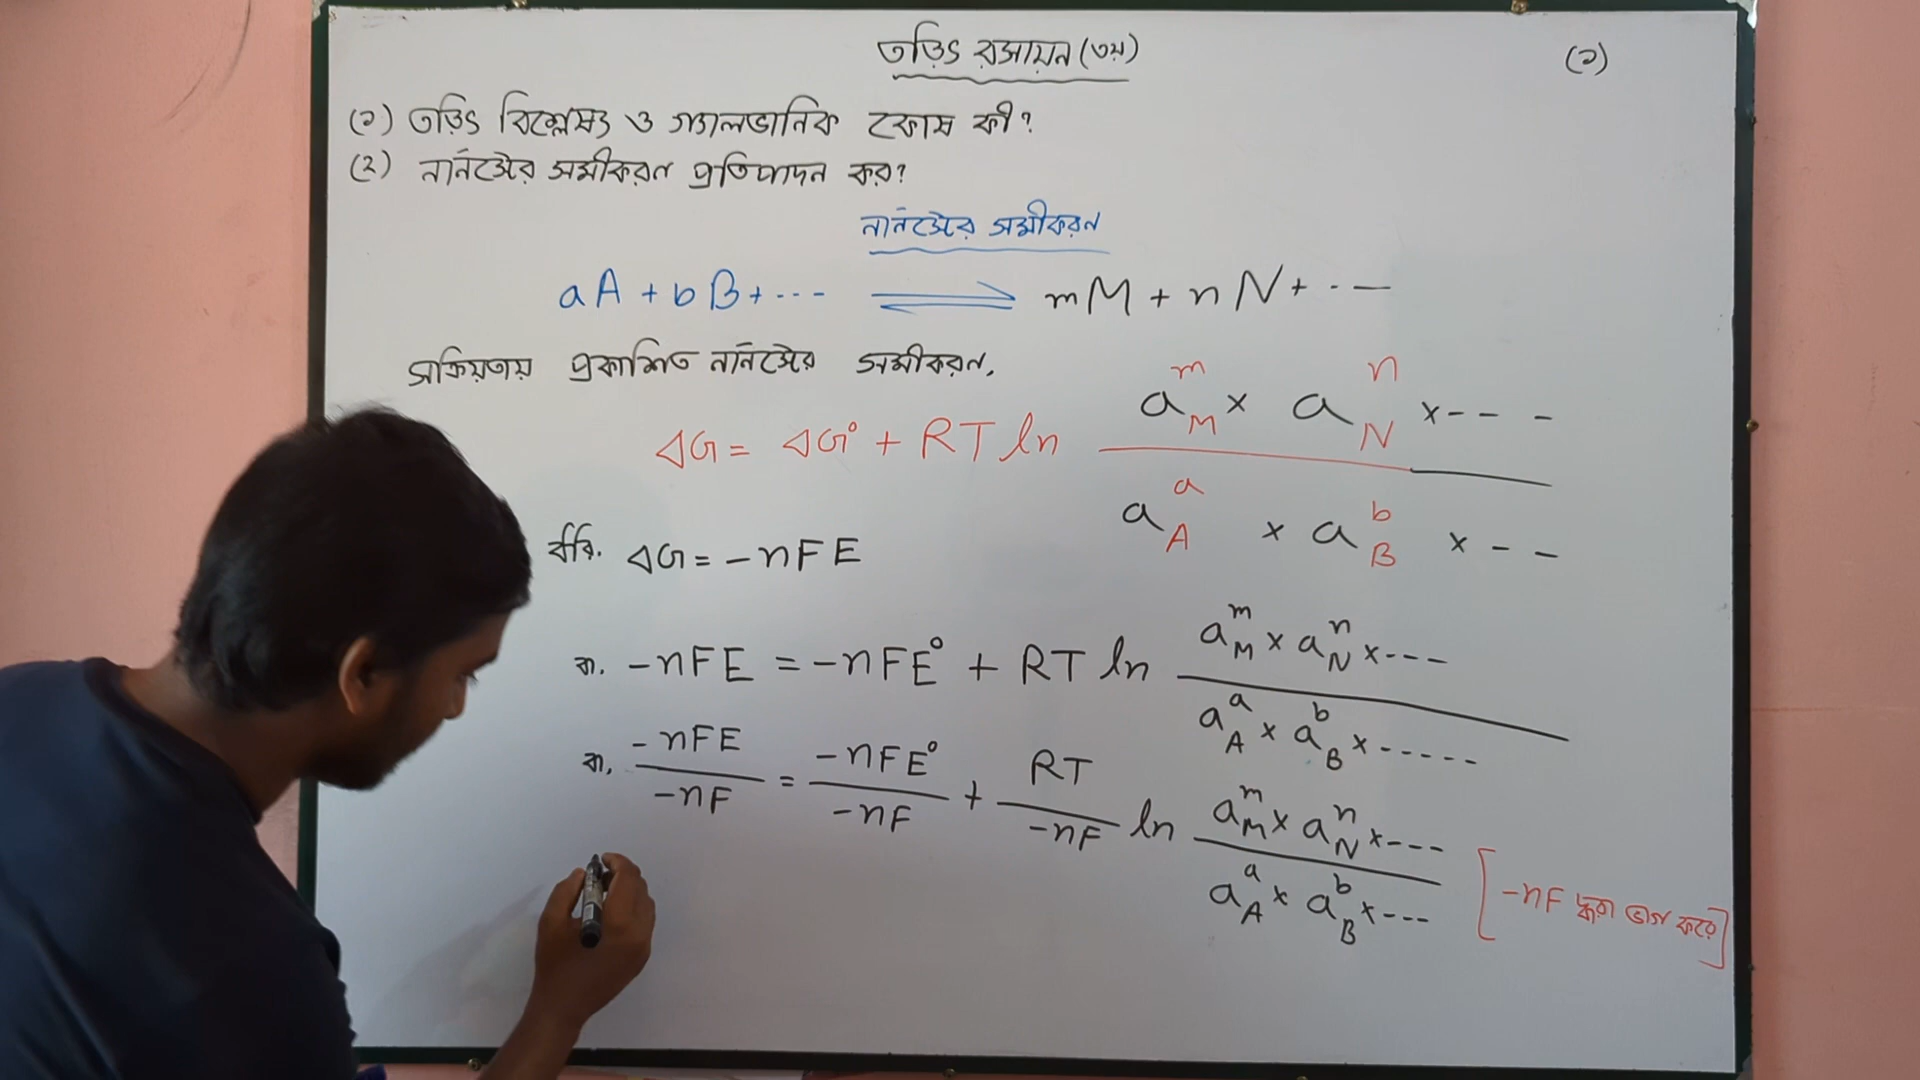 তড়িৎ রসায়ন (৩য়)
(১)
(১) তড়িৎ বিশ্লেষ্য ও গ্যালভানিক কোষ কী?
(২) নার্নস্টের সমীকরণ প্রতিপাদন কর?
নার্নস্টের সমীকরণ
aA + bB + --- ⇌ mM + nN + ---
সক্রিয়তায় প্রকাশিত নার্নস্টের সমীকরণ,
ΔG = ΔG° + RT ln (a_M^m × a_N^n × ---) / (a_A^a × a_B^b × ---)
ধরি, ΔG = -nFE
বা, -nFE = -nFE° + RT ln (a_M^m × a_N^n × ---) / (a_A^a × a_B^b × -----)
বা, -nFE / -nF = -nFE° / -nF + RT / -nF ln (a_M^m × a_N^n × ---) / (a_A^a × a_B^b × ---) [-nF দ্বারা ভাগ করে]